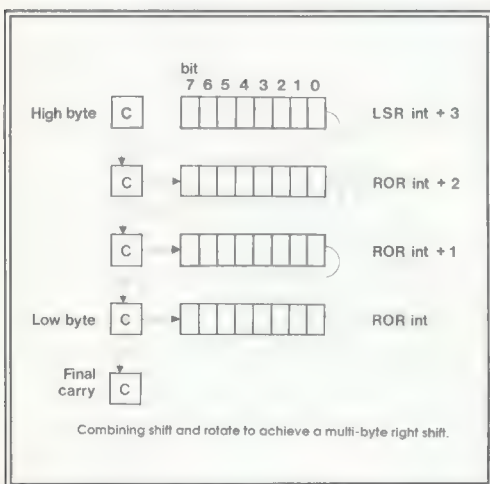 bit
7 6 5 4 3 2 1 0
High byte C LSR int + 3
C ROR int + 2
C ROR int + 1
Low byte C ROR int
Final
carry C
Combining shift and rotate to achieve a multi-byte right shift.